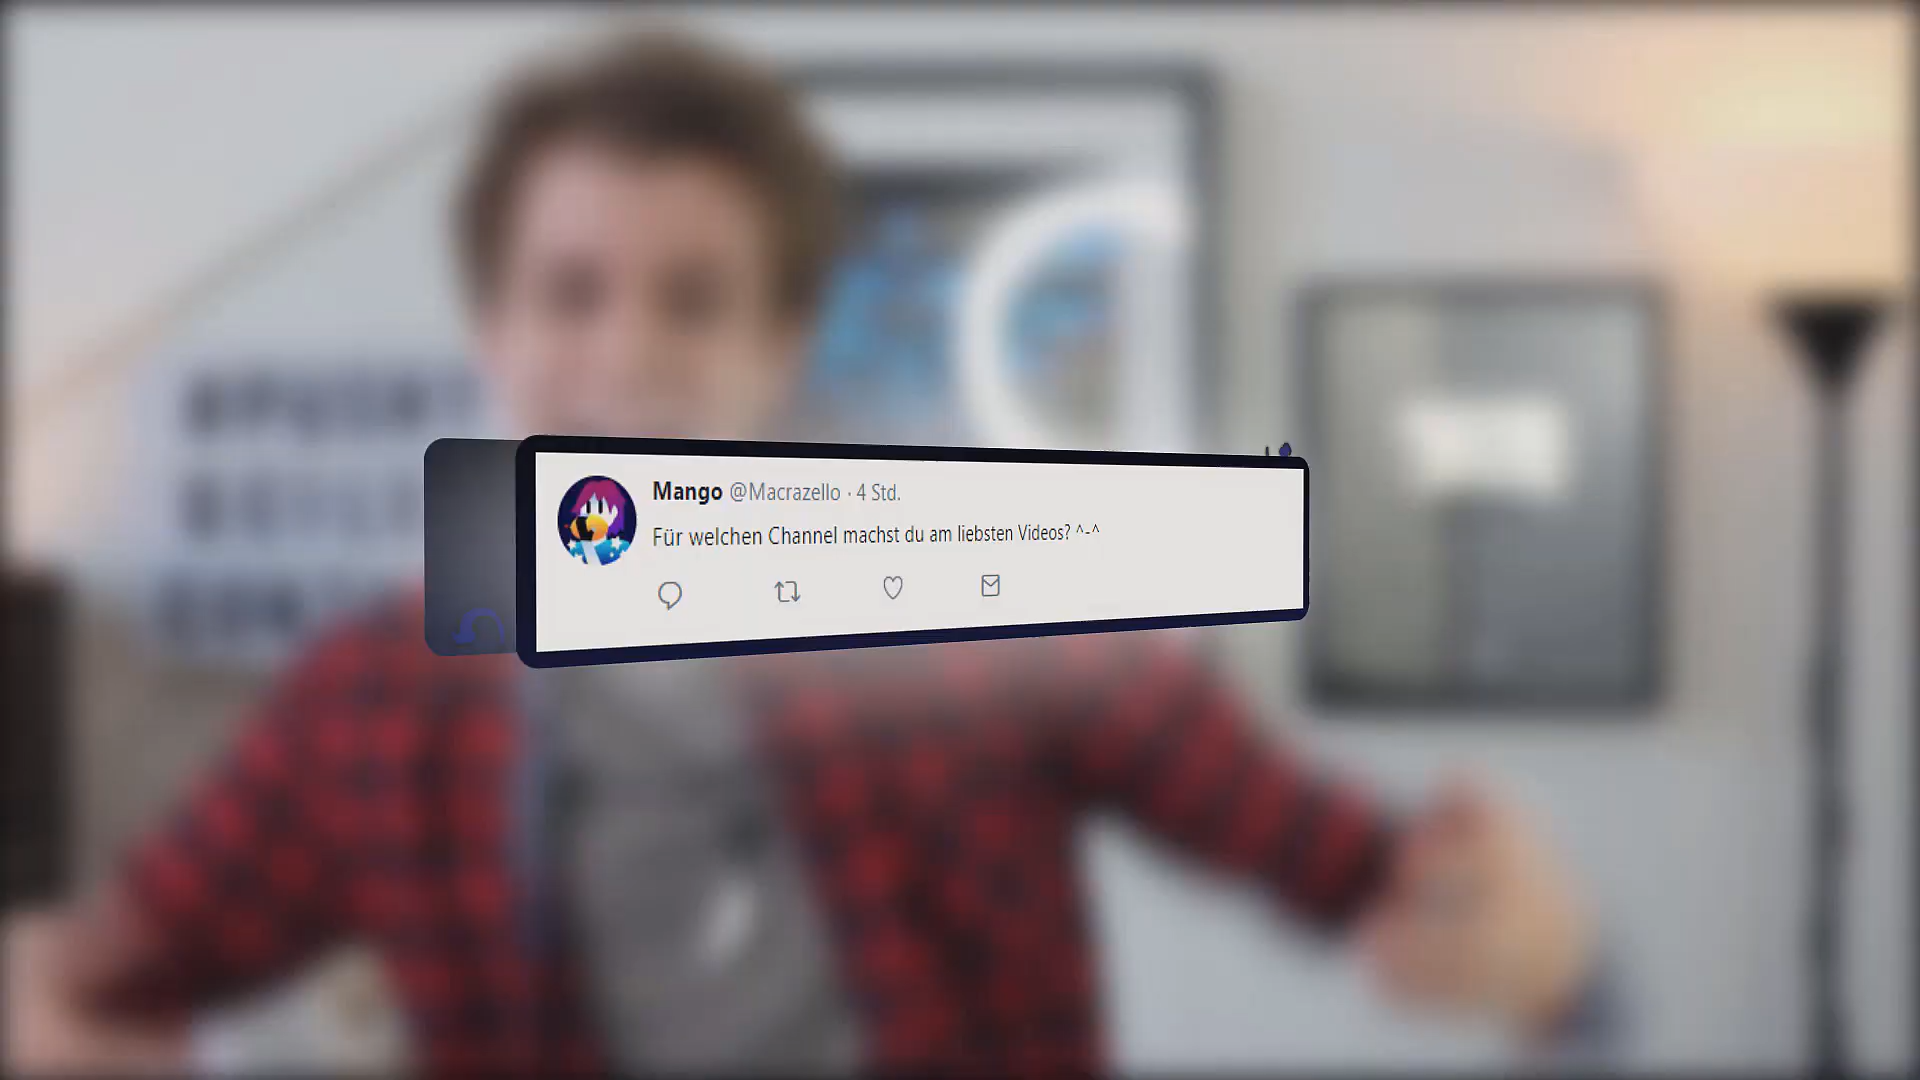 Mango @Macrazello · 4 Std.
Für welchen Channel machst du am liebsten Videos? ^-^